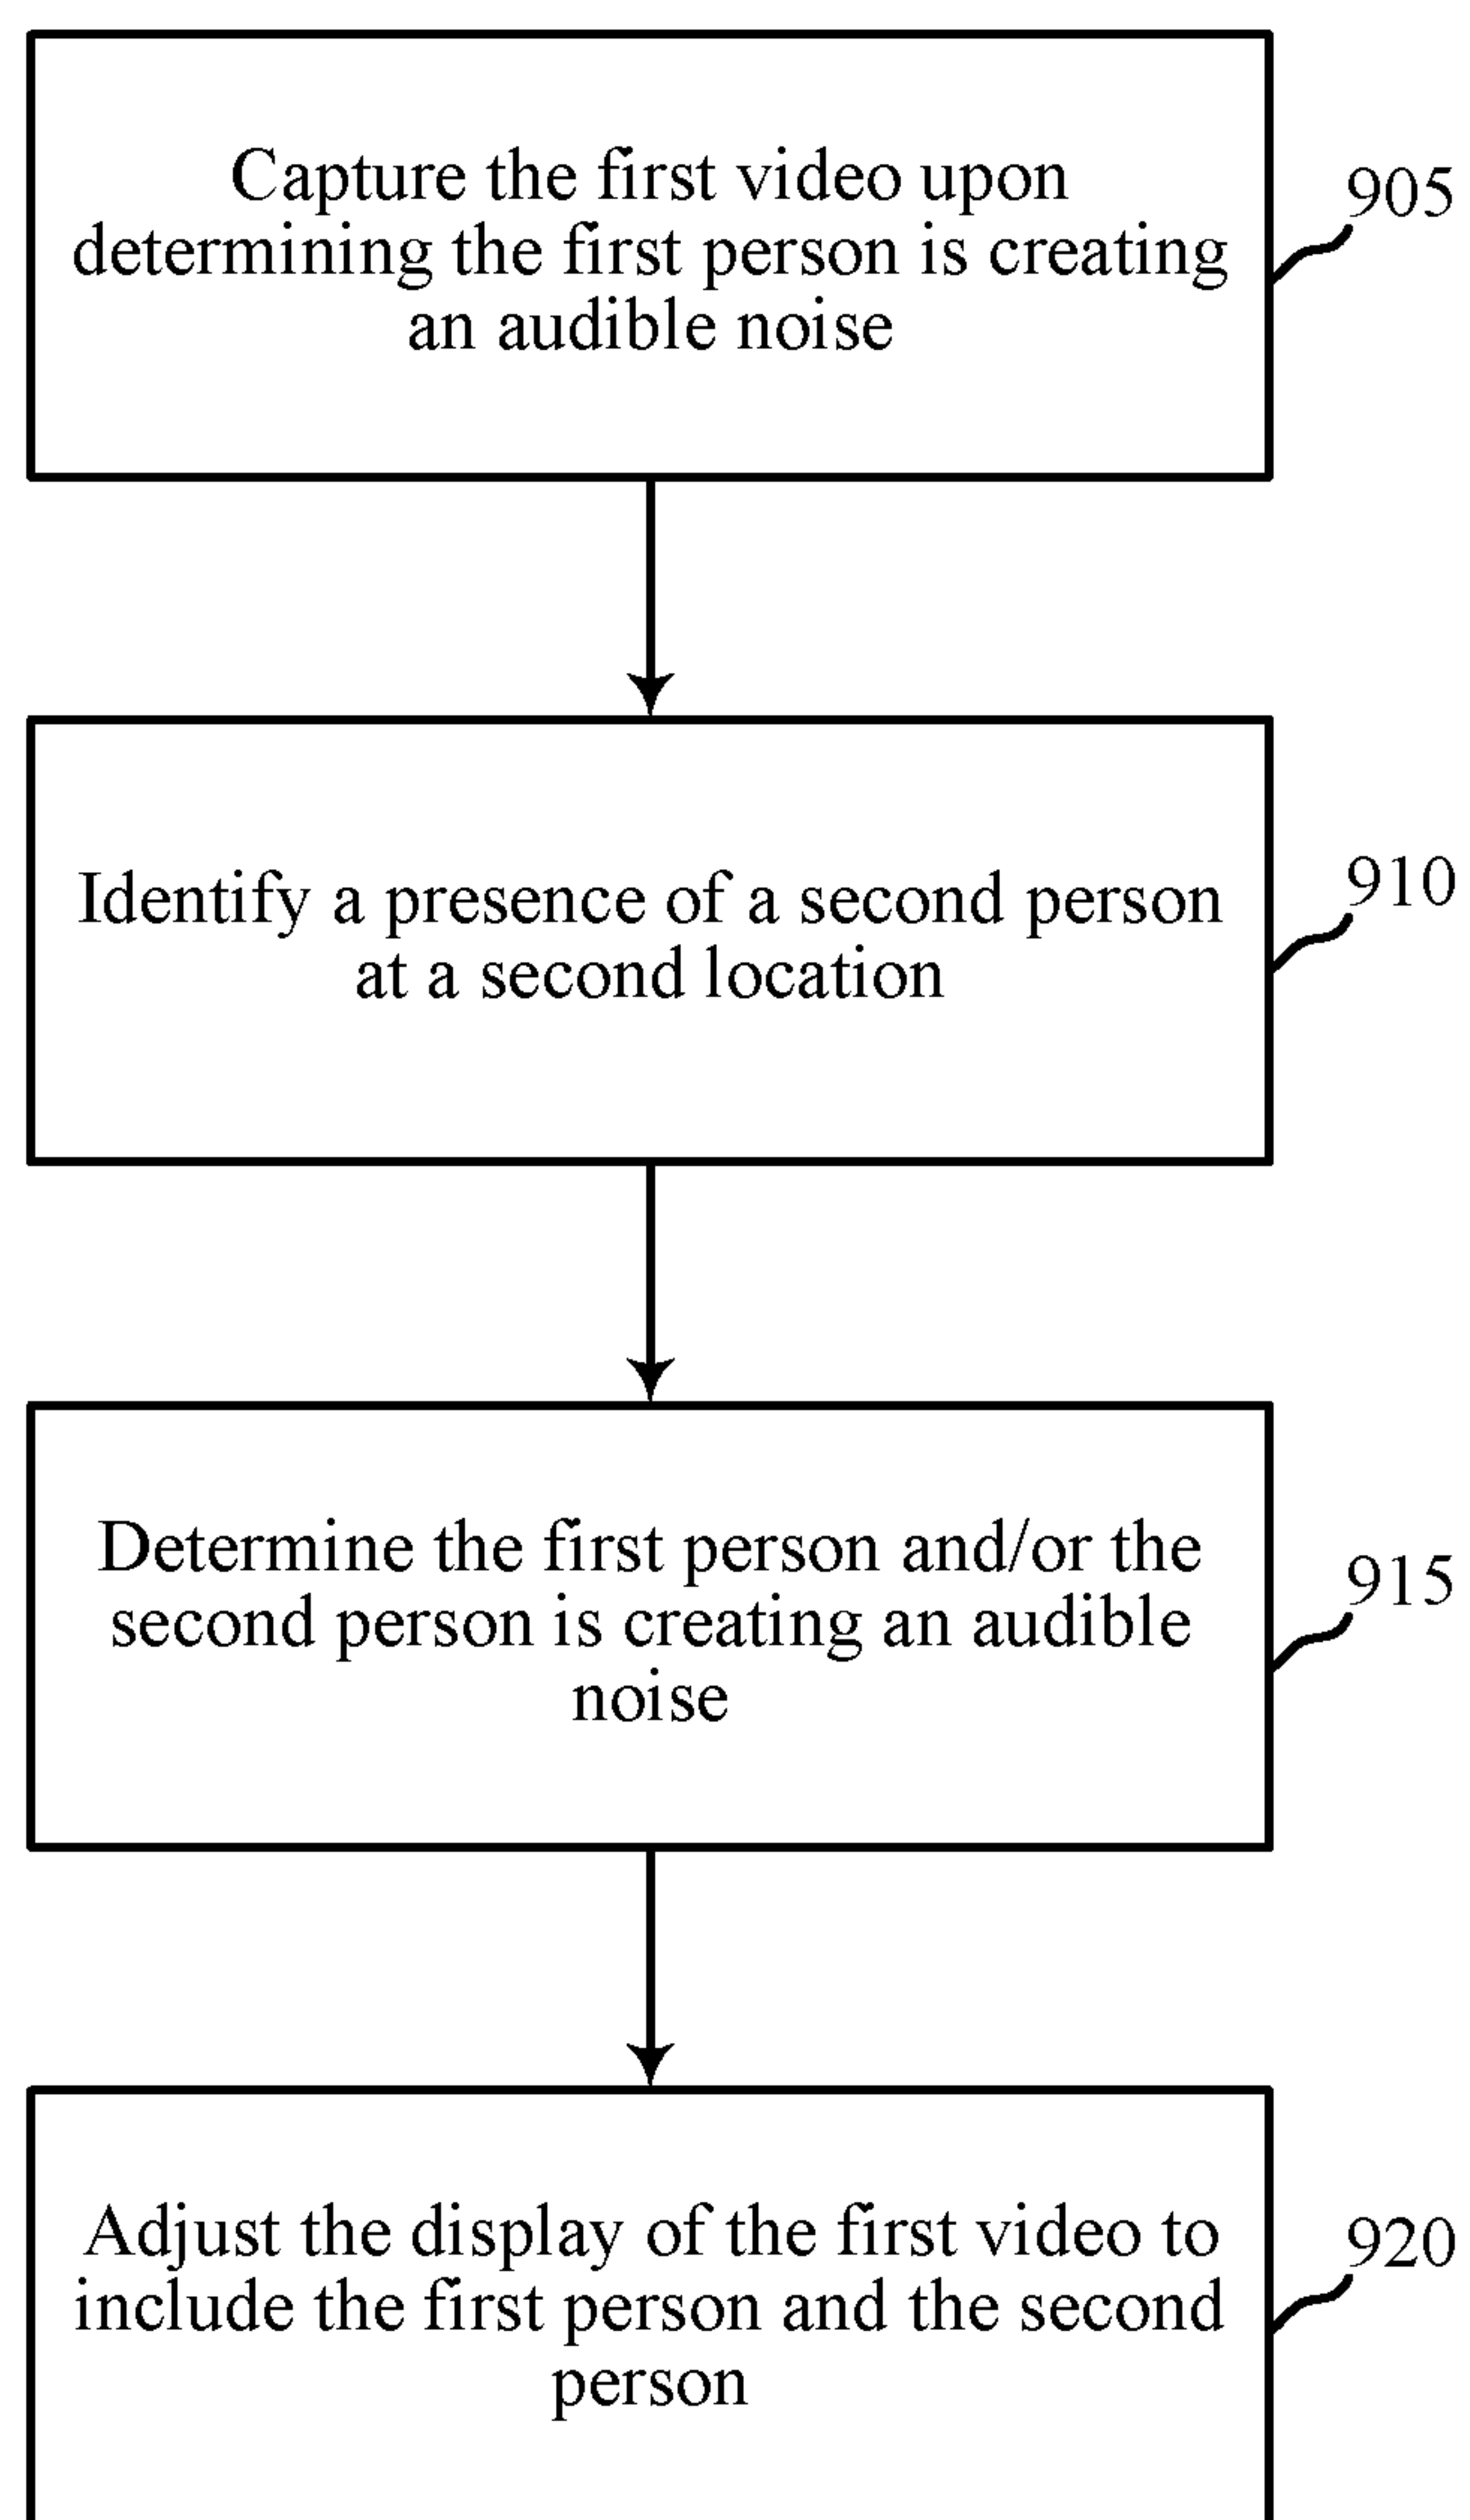 Capture the first video upon
determining the first person is creating
an audible noise
905
Identify a presence of a second person
at a second location
910
Determine the first person and/or the
second person is creating an audible
noise
915
Adjust the display of the first video to
include the first person and the second
person
920